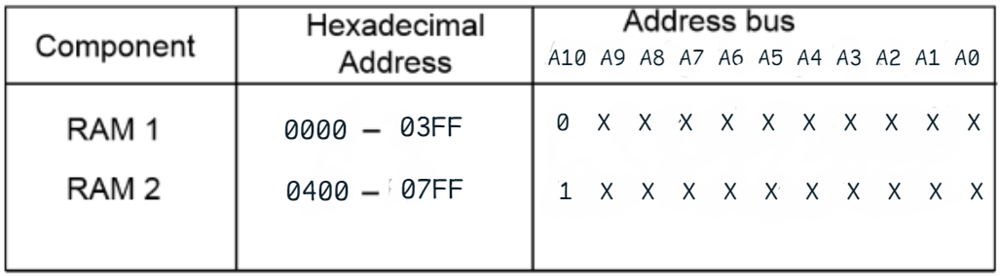 Component Hexadecimal Address Address bus
A10 A9 A8 A7 A6 A5 A4 A3 A2 A1 A0
RAM 1 0000 – 03FF 0 X X X X X X X X X X
RAM 2 0400 – 07FF 1 X X X X X X X X X X